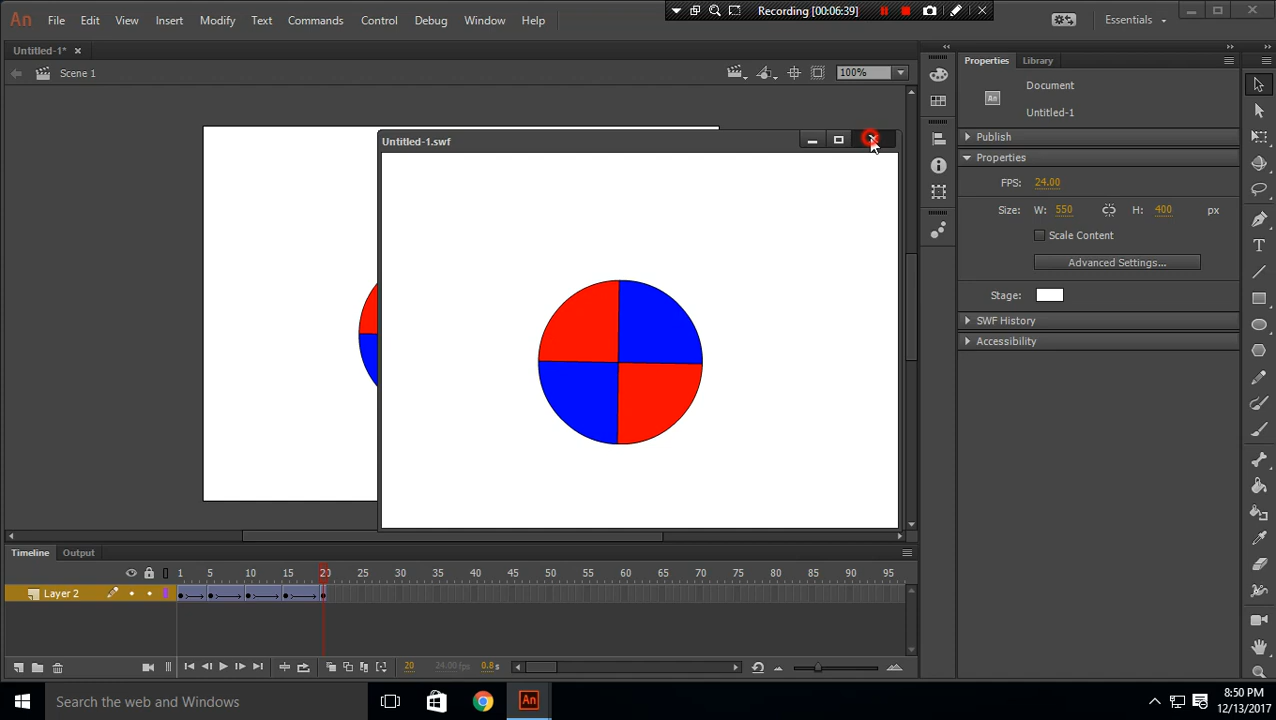 An File Edit View Insert Modify Text Commands Control Debug Window Help
Recording [00:06:39]
Essentials
Untitled-1* ×
Scene 1
100%
Untitled-1.swf
Properties Library
An Document
Untitled-1
Publish
Properties
FPS: 24.00
Size: W: 550 H: 400 px
Scale Content
Advanced Settings...
Stage:
SWF History
Accessibility
Timeline Output
1 5 10 15 20 25 30 35 40 45 50 55 60 65 70 75 80 85 90 95
Layer 2
20 24.00 fps 0.8s
Search the web and Windows
An
8:50 PM
12/13/2017